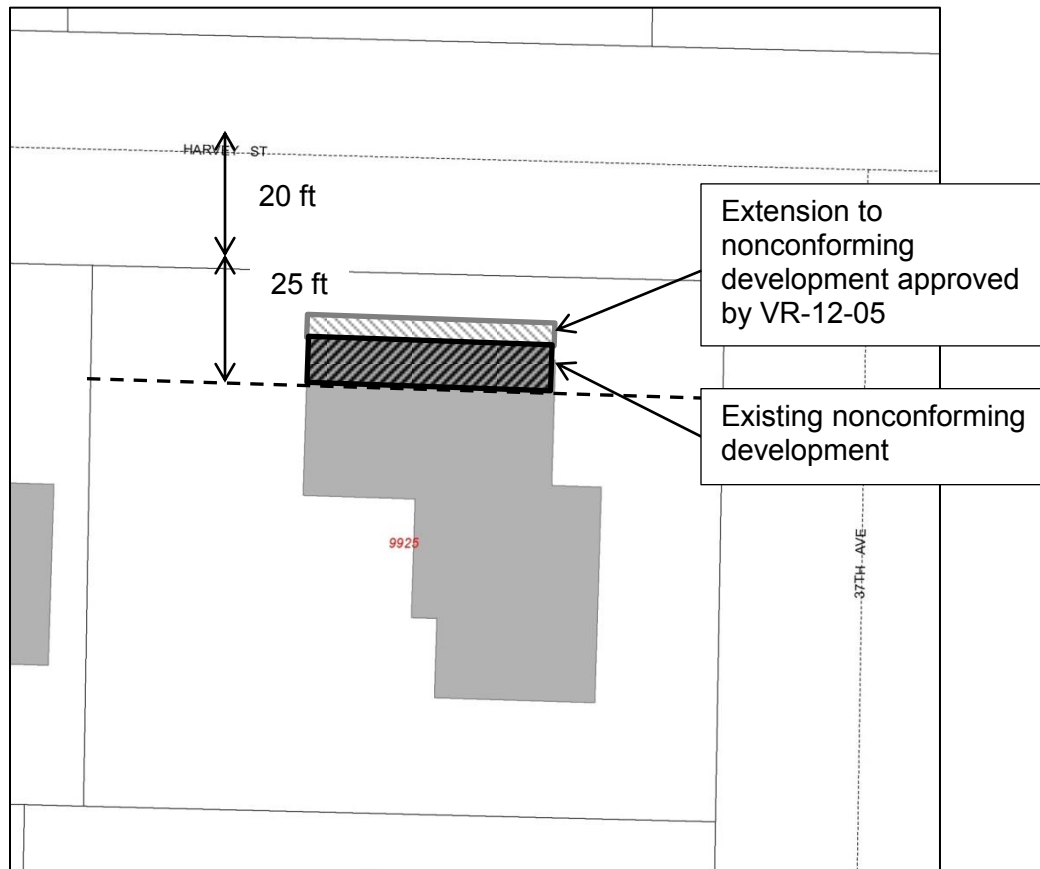 HARVEY ST
20 ft
25 ft
Extension to
nonconforming
development approved
by VR-12-05
Existing nonconforming
development
9925
37TH AVE